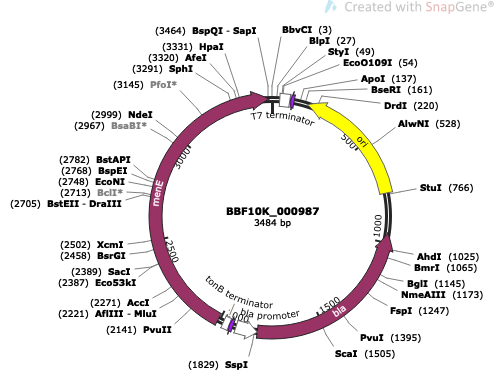 Created with SnapGene®
(3464) BspQI - SapI
(3331) HpaI
(3320) AfeI
(3291) SphI
(3145) PfoI*
(2999) NdeI
(2967) BsaBI*
(2782) BstAPI
(2768) BspEI
(2748) EcoNI
(2713) BclI*
(2705) BstEII - DraIII
(2502) XcmI
(2458) BsrGI
(2389) SacI
(2387) Eco53kI
(2271) AccI
(2221) AflIII - MluI
(2141) PvuII
(1829) SspI
BbvCI (3)
BlpI (27)
StyI (49)
EcoO109I (54)
ApoI (137)
BseRI (161)
DrdI (220)
AlwNI (528)
StuI (766)
AhdI (1025)
BmrI (1065)
BglI (1145)
NmeAIII (1173)
FspI (1247)
PvuI (1395)
ScaI (1505)
T7 terminator
ori
500
1000
1500
bla
bla promoter
tonB terminator
2500
menE
3000
BBF10K_000987
3484 bp